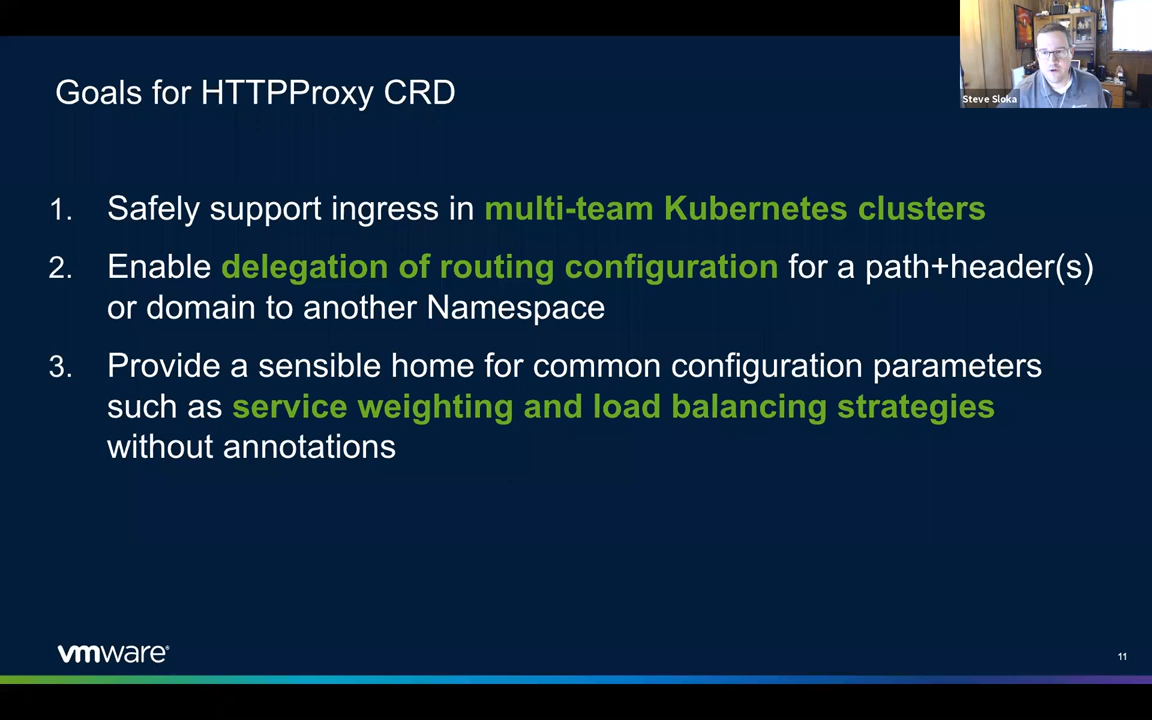 Goals for HTTPProxy CRD
Steve Sloka
1. Safely support ingress in multi-team Kubernetes clusters
2. Enable delegation of routing configuration for a path+header(s)
or domain to another Namespace
3. Provide a sensible home for common configuration parameters
such as service weighting and load balancing strategies
without annotations
vmware®
11